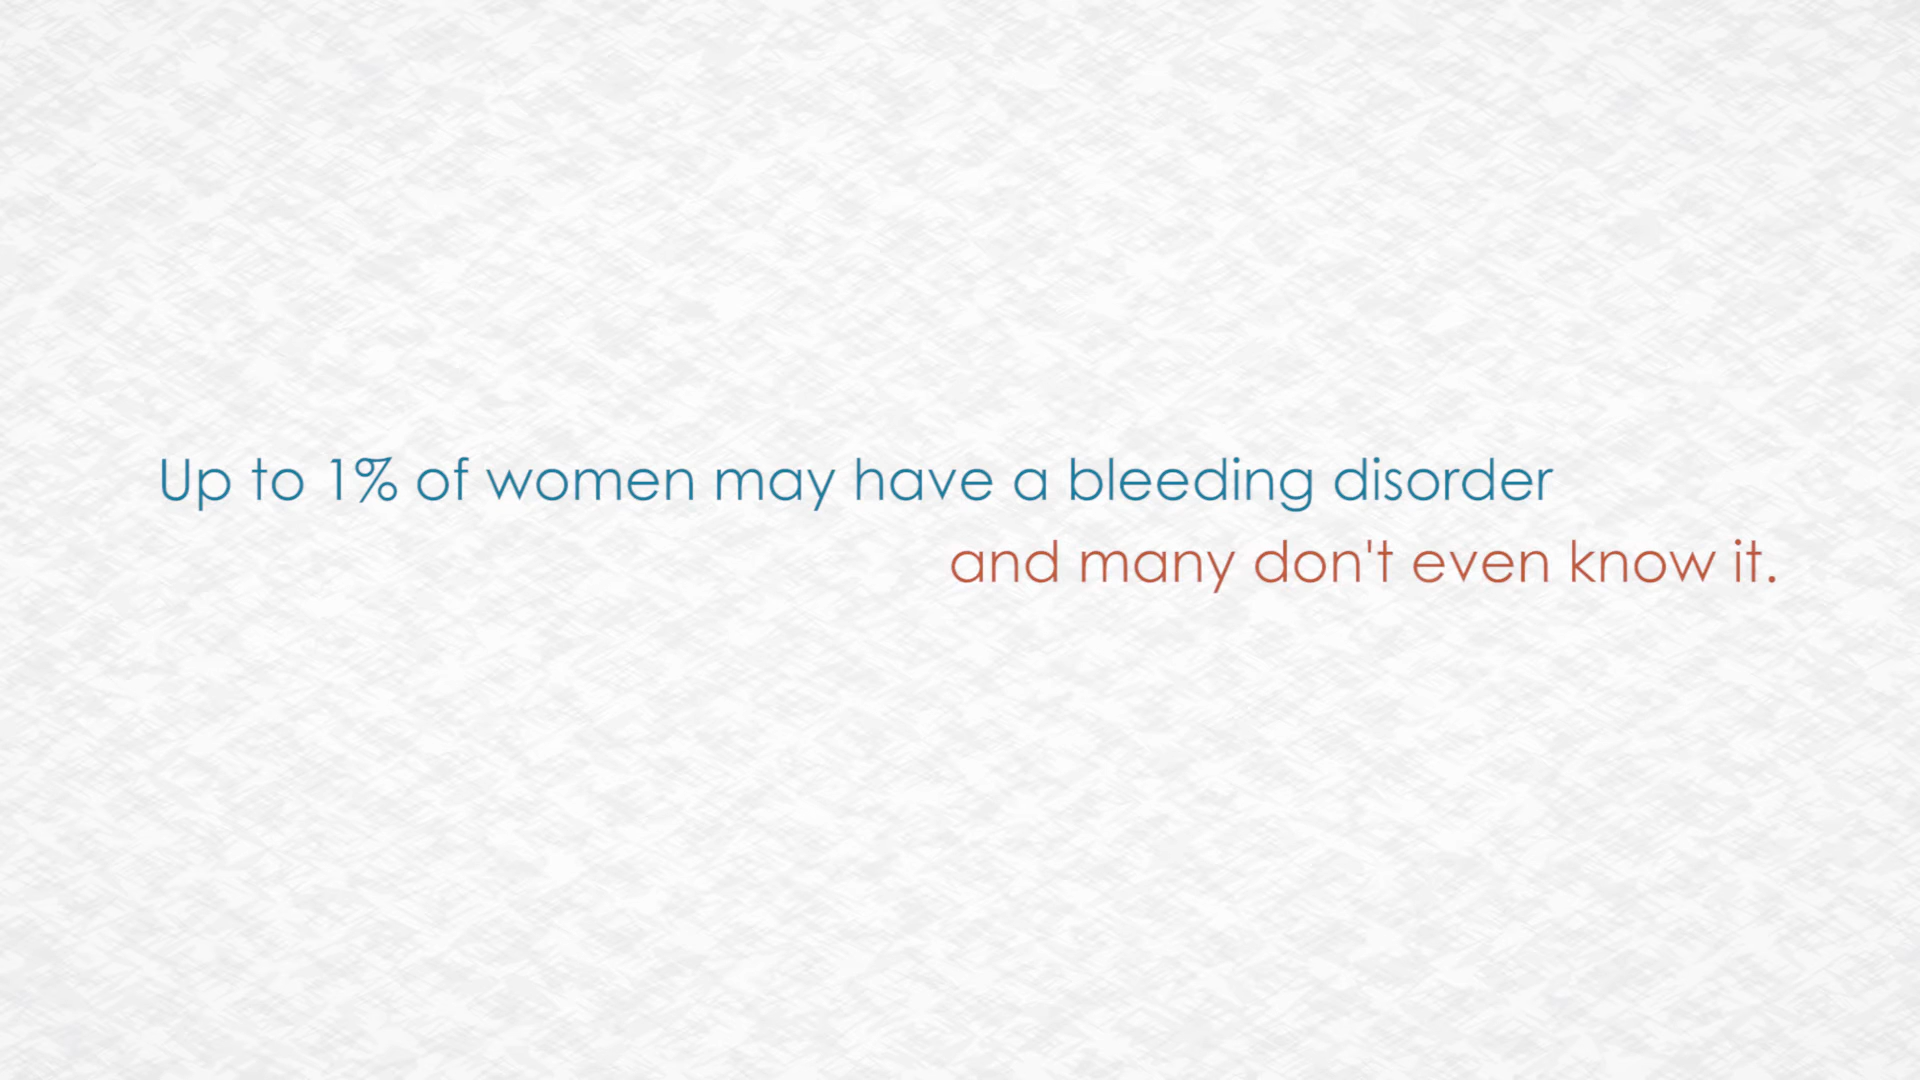 Up to 1% of women may have a bleeding disorder
and many don't even know it.